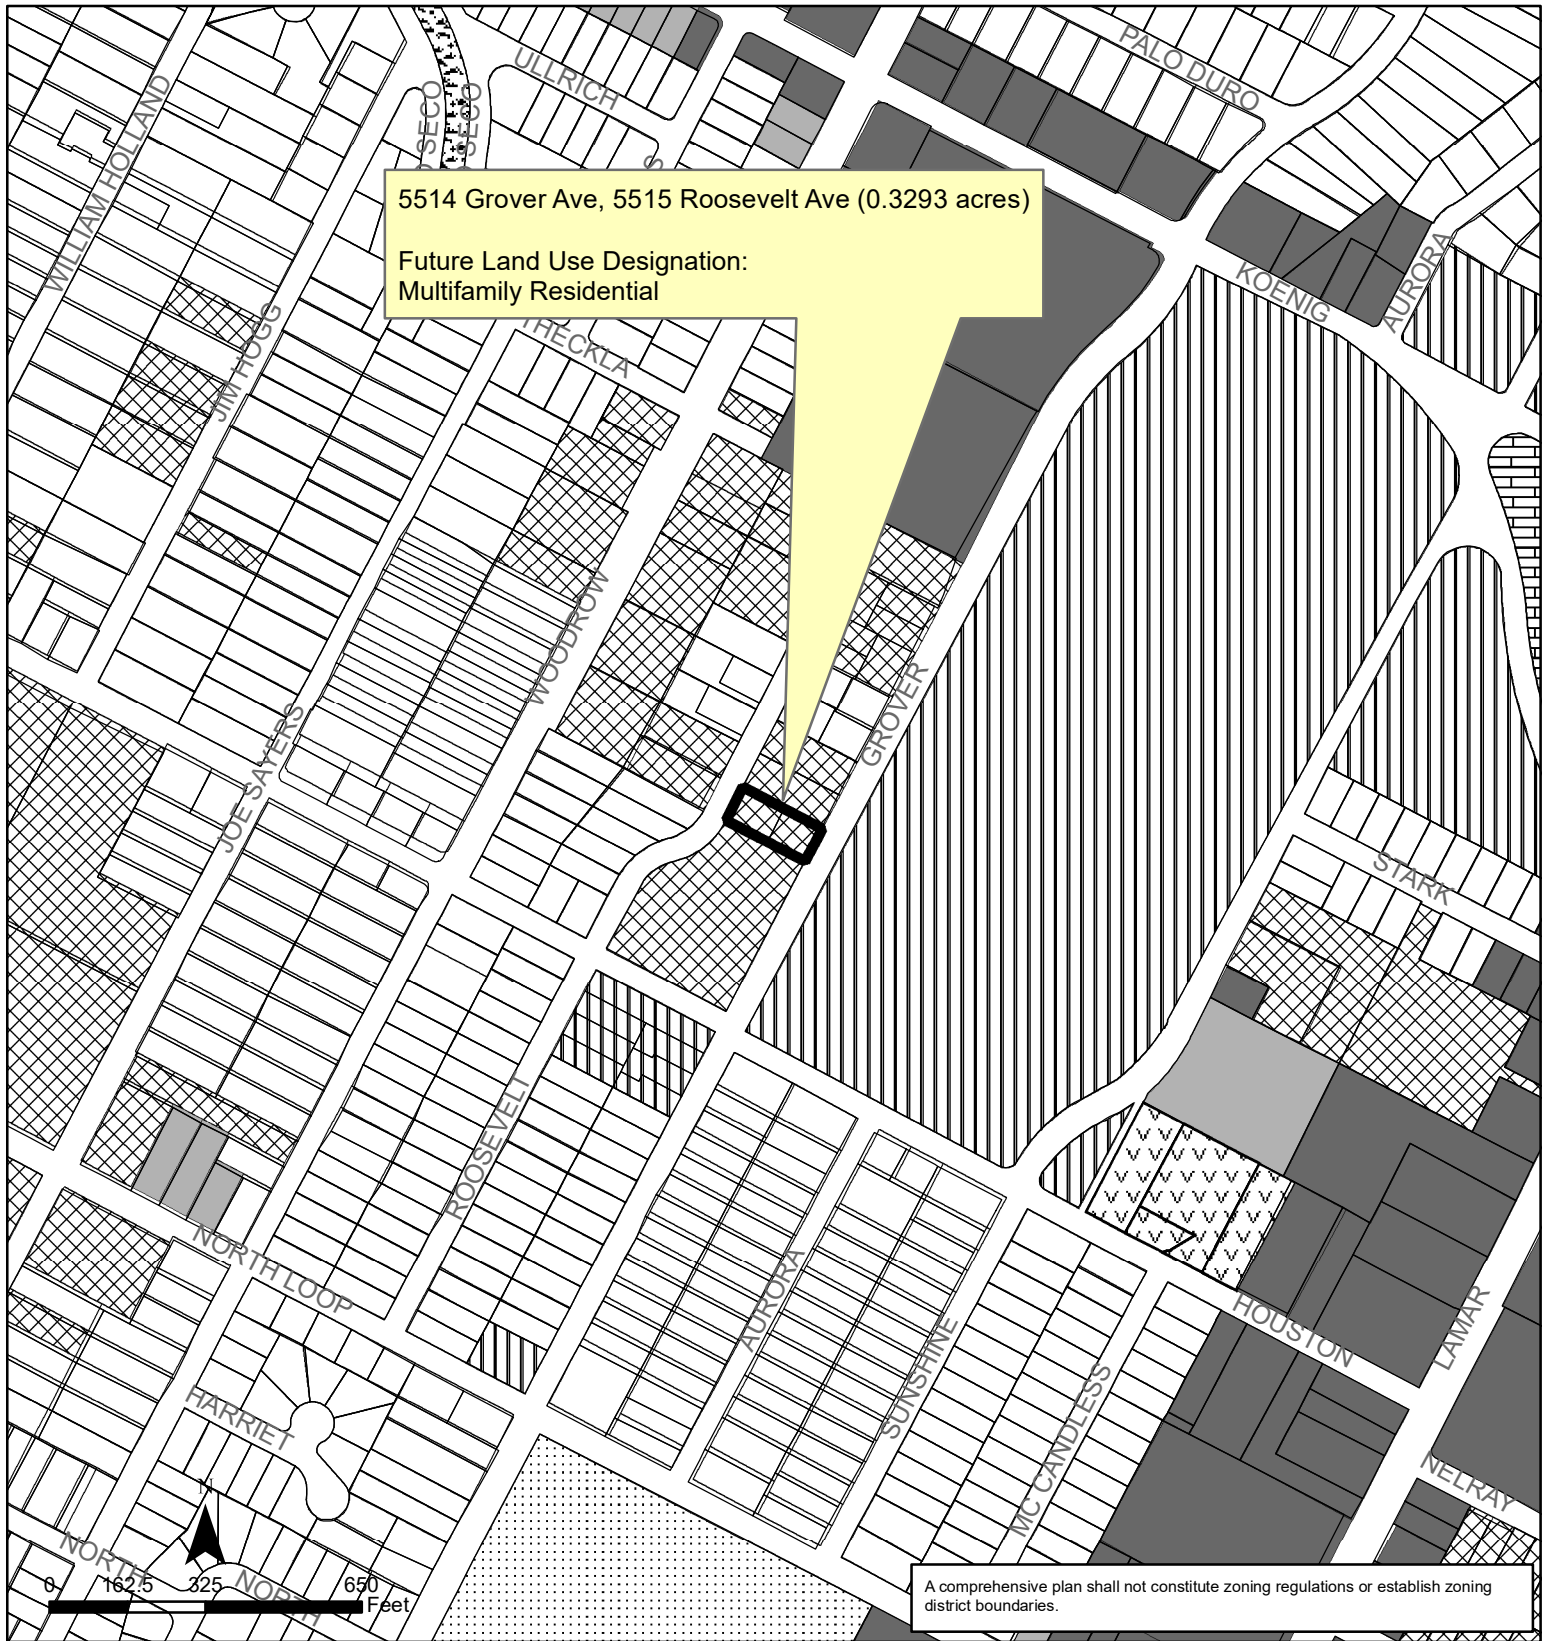 PALO DURO
ULLRICH
WILLIAM HOLLAND
SECO
SECO
S
5514 Grover Ave, 5515 Roosevelt Ave (0.3293 acres)
Future Land Use Designation:
Multifamily Residential
KOENIG
AURORA
JIM HOGG
THECKLA
WOODROW
GROVER
JOE SAYERS
STARK
ROOSEVELT
NORTH LOOP
AURORA
SUNSHINE
HOUSTON
LAMAR
HARRIET
MC CANDLESS
NELRAY
N
NORTH
NORTH
0 162.5 325 650
Feet
A comprehensive plan shall not constitute zoning regulations or establish zoning
district boundaries.